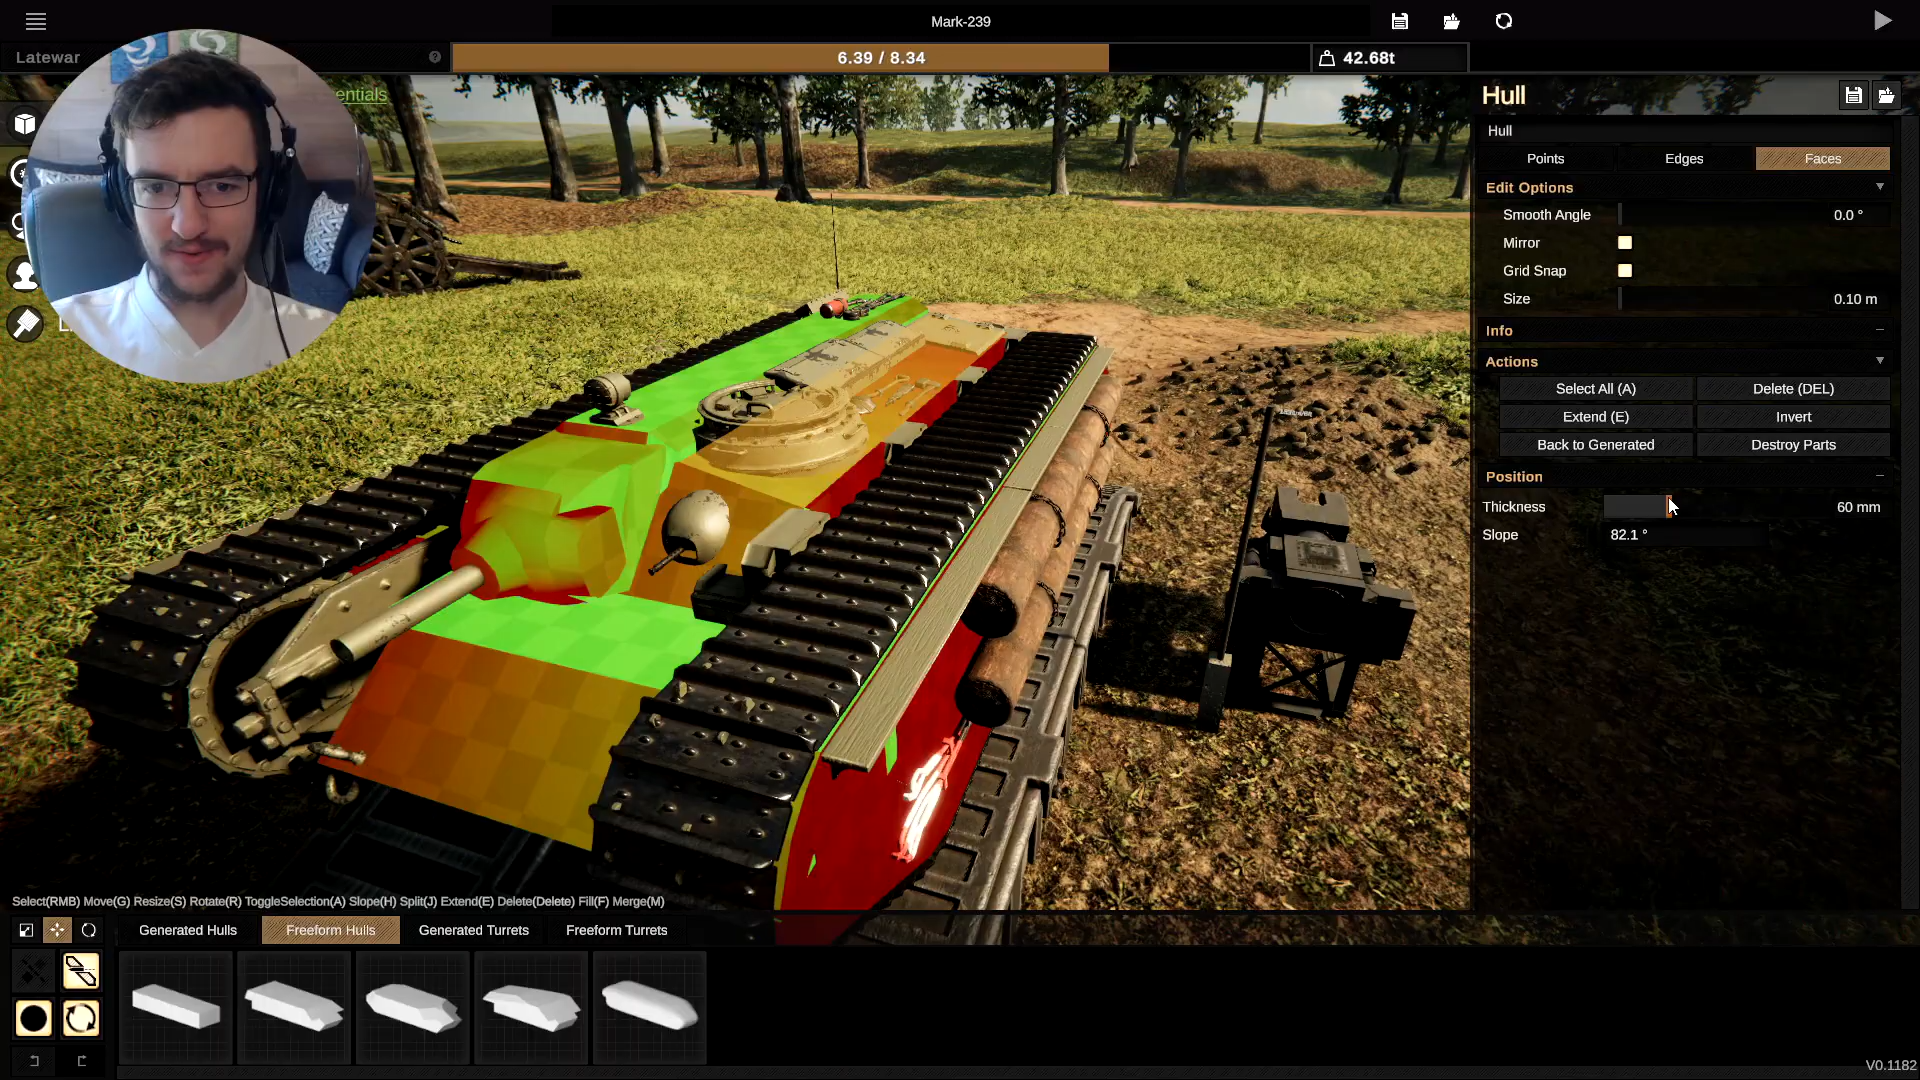 Mark-239
Latewar
?
6.39 / 8.34
42.68t
entials
Hull
Hull
Points
Edges
Faces
Edit Options
Smooth Angle
0.0 °
Mirror
Grid Snap
Size
0.10 m
Info
Actions
Select All (A)
Delete (DEL)
Extend (E)
Invert
Back to Generated
Destroy Parts
Position
Thickness
60 mm
Slope
82.1 °
L
Select(RMB) Move(G) Resize(S) Rotate(R) ToggleSelection(A) Slope(H) Split(J) Extend(E) Delete(Delete) Fill(F) Merge(M)
Generated Hulls
Freeform Hulls
Generated Turrets
Freeform Turrets
V0.1182